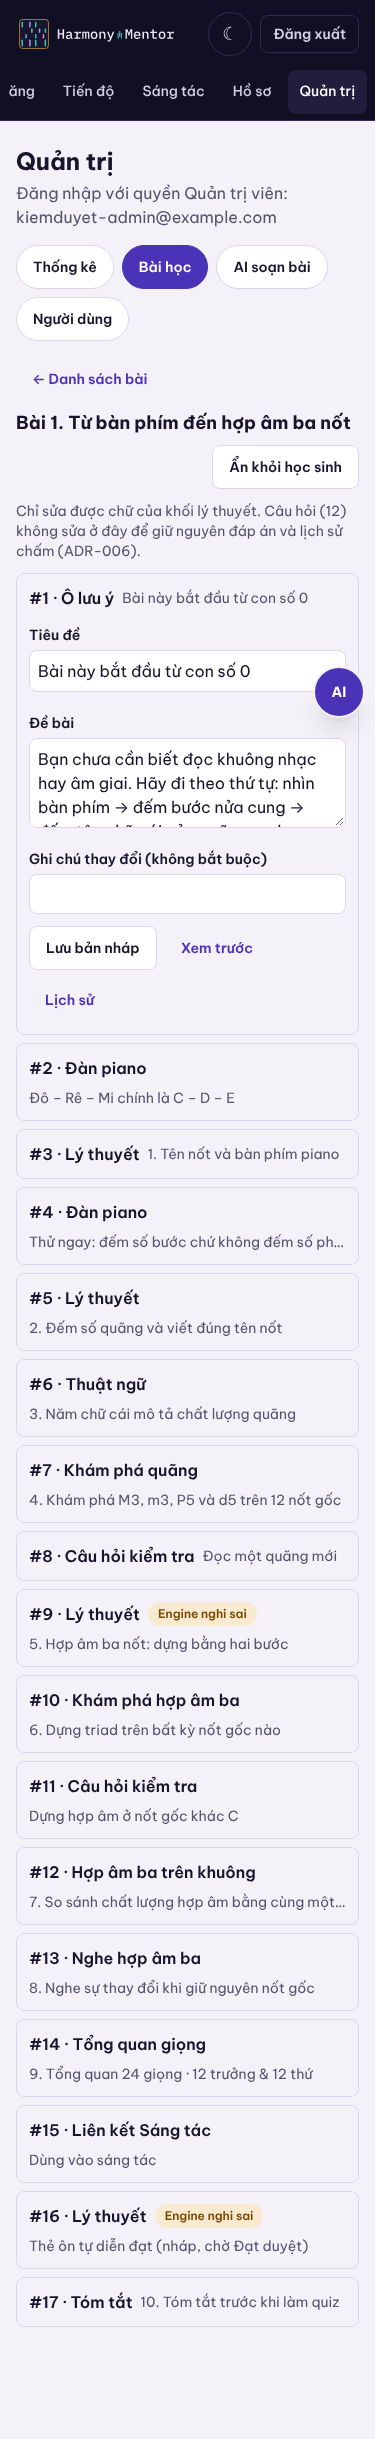 Harmony Mentor
Đăng xuất
ăng Tiến độ Sáng tác Hồ sơ Quản trị
Quản trị
Đăng nhập với quyền Quản trị viên:
kiemduyet-admin@example.com
Thống kê Bài học AI soạn bài
Người dùng
← Danh sách bài
Bài 1. Từ bàn phím đến hợp âm ba nốt
Ẩn khỏi học sinh
Chỉ sửa được chữ của khối lý thuyết. Câu hỏi (12)
không sửa ở đây để giữ nguyên đáp án và lịch sử
chấm (ADR-006).
#1 · Ô lưu ý Bài này bắt đầu từ con số 0
Tiêu đề
Bài này bắt đầu từ con số 0
AI
Đề bài
Bạn chưa cần biết đọc khuông nhạc
hay âm giai. Hãy đi theo thứ tự: nhìn
bàn phím → đếm bước nửa cung →
Ghi chú thay đổi (không bắt buộc)
Lưu bản nháp Xem trước
Lịch sử
#2 · Đàn piano
Đô – Rê – Mi chính là C – D – E
#3 · Lý thuyết 1. Tên nốt và bàn phím piano
#4 · Đàn piano
Thử ngay: đếm số bước chứ không đếm số ph...
#5 · Lý thuyết
2. Đếm số quãng và viết đúng tên nốt
#6 · Thuật ngữ
3. Năm chữ cái mô tả chất lượng quãng
#7 · Khám phá quãng
4. Khám phá M3, m3, P5 và d5 trên 12 nốt gốc
#8 · Câu hỏi kiểm tra Đọc một quãng mới
#9 · Lý thuyết Engine nghi sai
5. Hợp âm ba nốt: dựng bằng hai bước
#10 · Khám phá hợp âm ba
6. Dựng triad trên bất kỳ nốt gốc nào
#11 · Câu hỏi kiểm tra
Dựng hợp âm ở nốt gốc khác C
#12 · Hợp âm ba trên khuông
7. So sánh chất lượng hợp âm bằng cùng một...
#13 · Nghe hợp âm ba
8. Nghe sự thay đổi khi giữ nguyên nốt gốc
#14 · Tổng quan giọng
9. Tổng quan 24 giọng · 12 trưởng & 12 thứ
#15 · Liên kết Sáng tác
Dùng vào sáng tác
#16 · Lý thuyết Engine nghi sai
Thẻ ôn tự diễn đạt (nháp, chờ Đạt duyệt)
#17 · Tóm tắt 10. Tóm tắt trước khi làm quiz